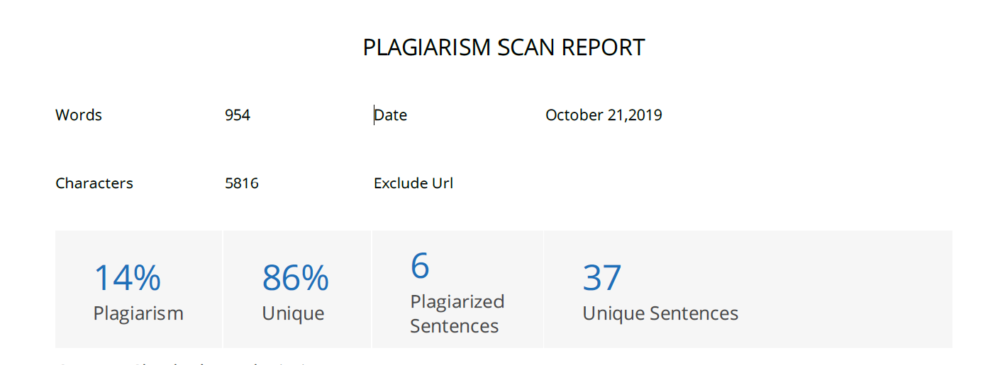 PLAGIARISM SCAN REPORT
Words 954 Date October 21,2019
Characters 5816 Exclude Url
14% Plagiarism
86% Unique
6 Plagiarized
Sentences
37 Unique Sentences